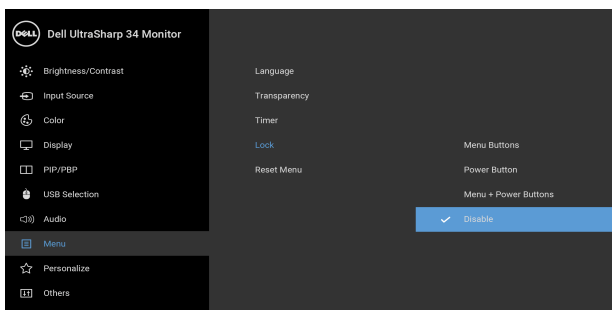 DELL Dell UltraSharp 34 Monitor
Brightness/Contrast
Input Source
Color
Display
PIP/PBP
USB Selection
Audio
Menu
Personalize
Others
Language
Transparency
Timer
Lock
Reset Menu
Menu Buttons
Power Button
Menu + Power Buttons
Disable